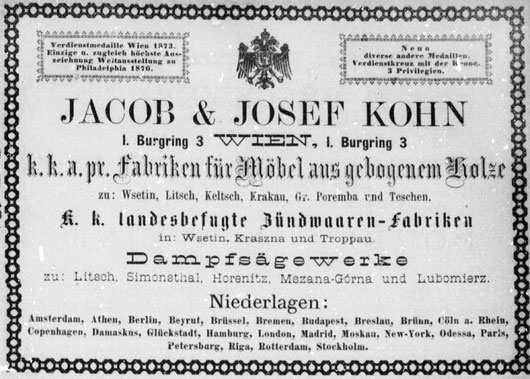 Verdienstmedaille Wien 1873.
Einzige u. zugleich höchste Aus-
zeichnung Weltausstellung zu
Philadelphia 1876.
Neun
diverse andere Medaillen.
Verdienstkreuz mit der Krone.
3 Privilegien.
JACOB & JOSEF KOHN
I. Burgring 3 WIEN, I. Burgring 3
k. k. a. pr. Fabriken für Möbel aus gebogenem Holze
zu: Wsetin, Litsch, Keltsch, Krakau, Gr. Poremba und Teschen.
K. k. landesbefugte Zündwaaren-Fabriken
in: Wsetin, Kraszna und Troppau.
Dampfsägewerke
zu: Litsch, Simonsthal, Horenitz, Mszana-Górna und Lubomierz.
Niederlagen:
Amsterdam, Athen, Berlin, Beyrut, Brüssel, Bremen, Budapest, Breslau, Brünn, Cöln a. Rhein,
Copenhagen, Damaskus, Glückstadt, Hamburg, London, Madrid, Moskau, New-York, Odessa, Paris,
Petersburg, Riga, Rotterdam, Stockholm.